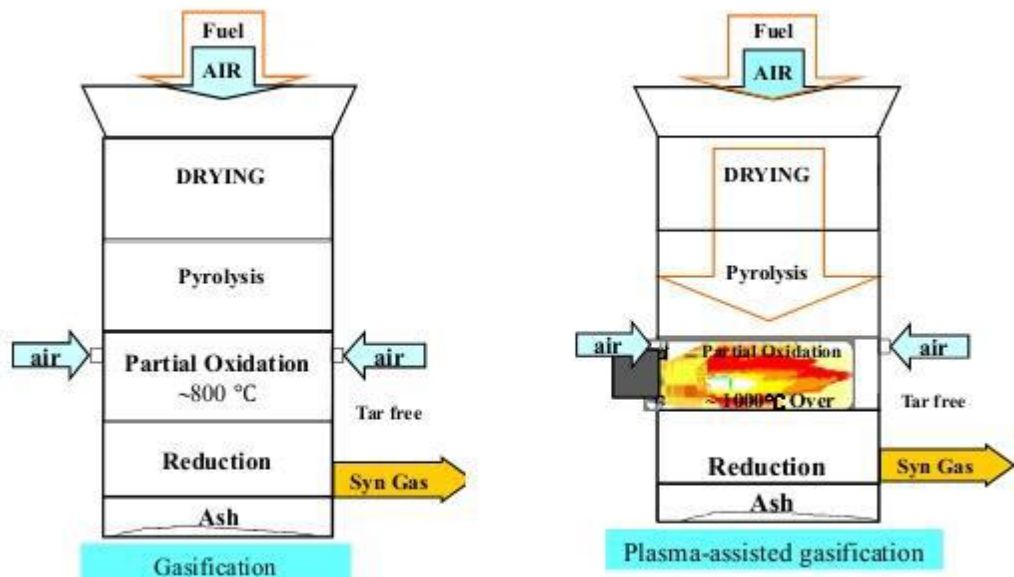 Fuel
AIR
DRYING
Pyrolysis
air
air
Partial Oxidation
~800 ℃
Tar free
Reduction
Syn Gas
Ash
Gasification
Fuel
AIR
DRYING
Pyrolysis
air
air
Partial Oxidation
~ 1000℃ Over
Tar free
Reduction
Syn Gas
Ash
Plasma-assisted gasification